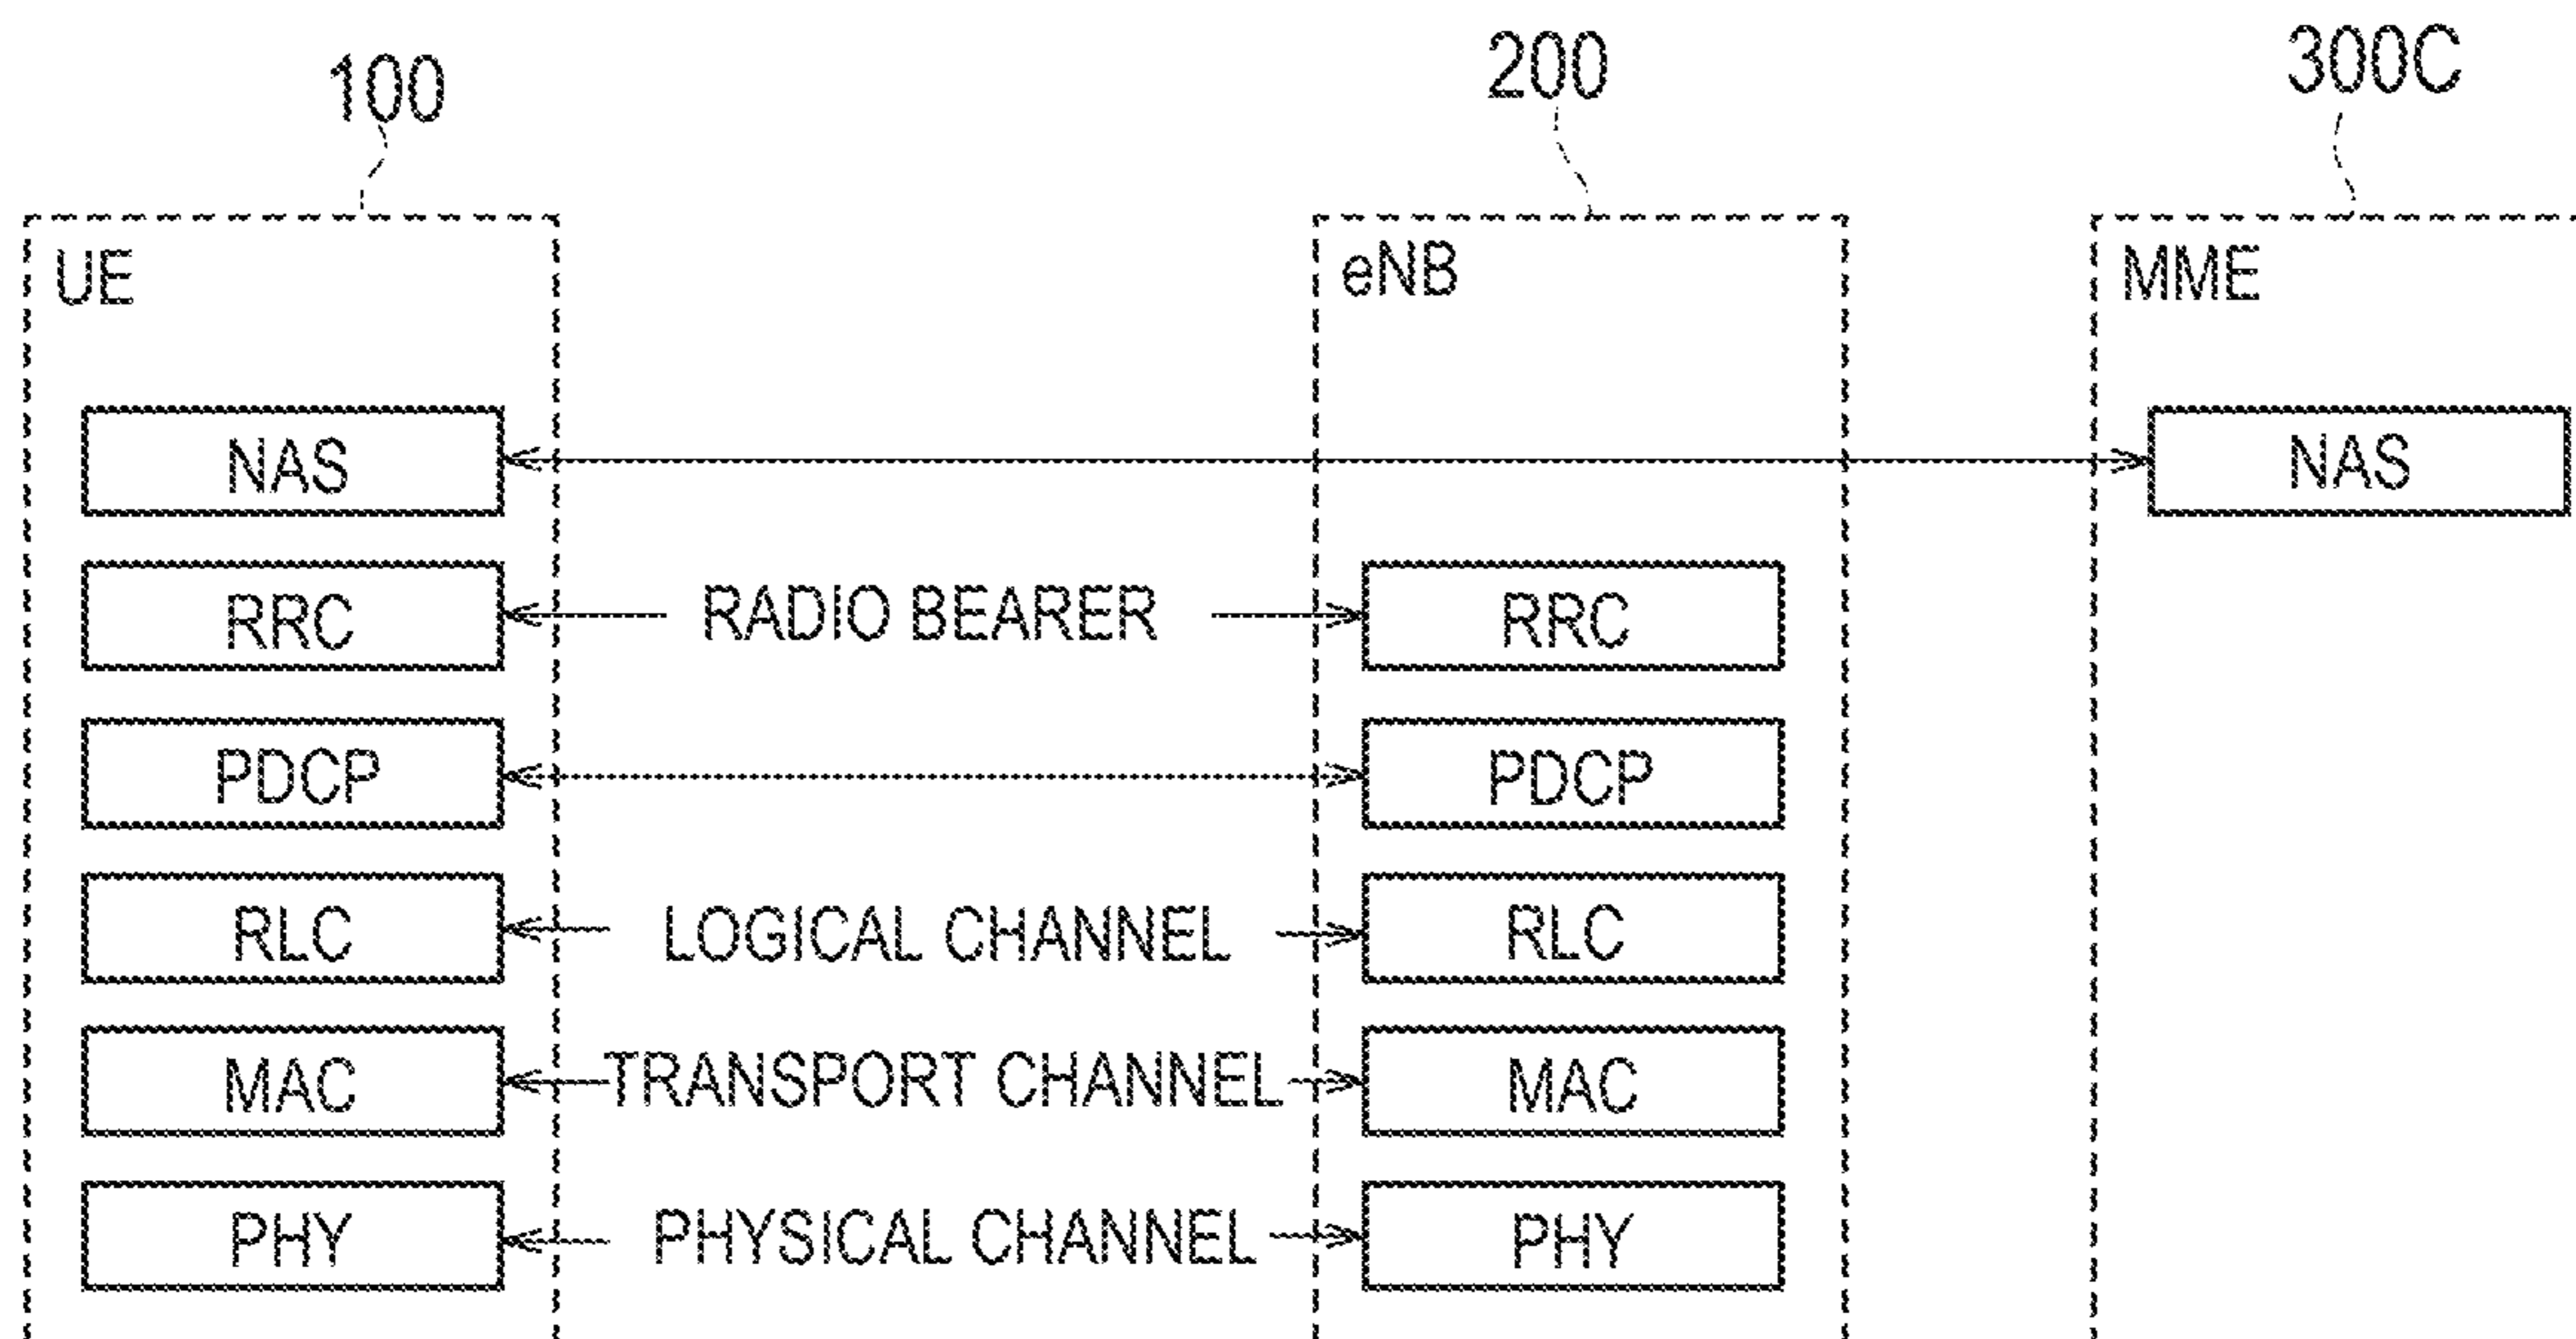 100 200 300C
UE eNB MME
NAS NAS
RRC RADIO BEARER RRC
PDCP PDCP
RLC LOGICAL CHANNEL RLC
MAC TRANSPORT CHANNEL MAC
PHY PHYSICAL CHANNEL PHY